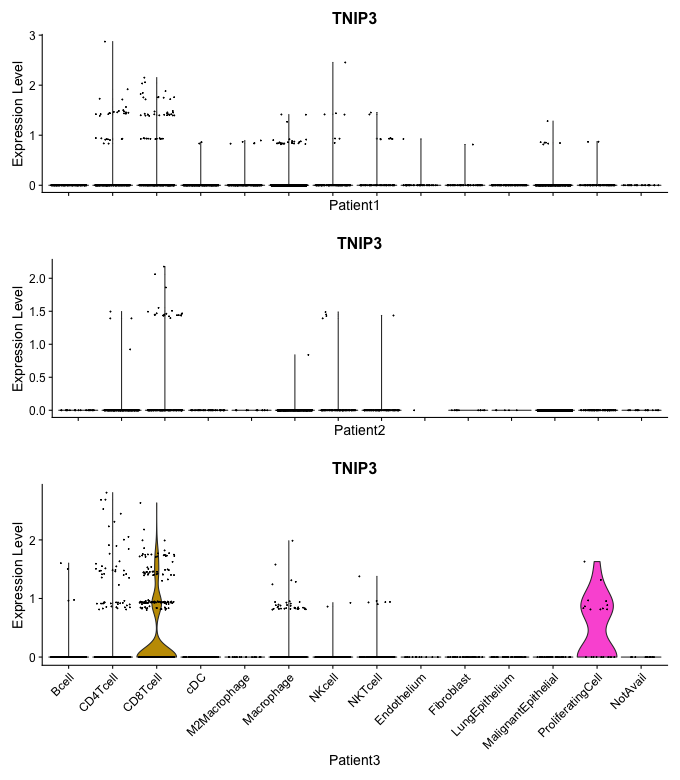 TNIP3
Expression Level
3
2
1
0
Patient1
TNIP3
Expression Level
2.0
1.5
1.0
0.5
0.0
Patient2
TNIP3
Expression Level
2
1
0
Bcell
CD4Tcell
CD8Tcell
cDC
M2Macrophage
Macrophage
NKcell
NKTcell
Endothelium
Fibroblast
LungEpithelium
MalignantEpithelial
ProliferatingCell
NotAvail
Patient3